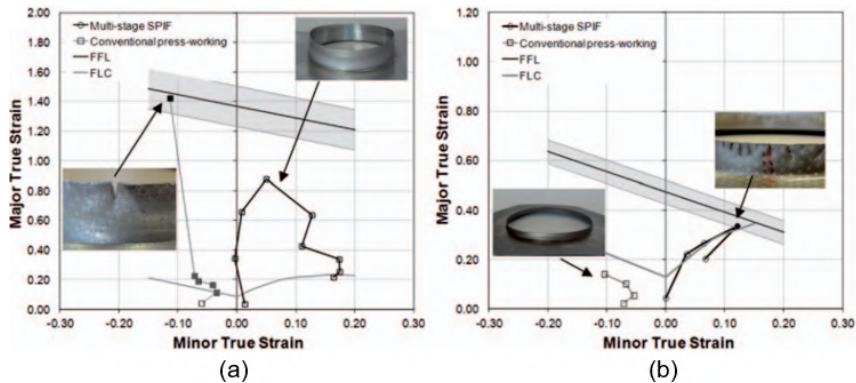 2.00
1.80
1.60
1.40
1.20
1.00
0.80
0.60
0.40
0.20
0.00
Major True Strain
Multi-stage SPIF
Conventional press-working
FFL
FLC
-0.30 -0.20 -0.10 0.00 0.10 0.20 0.30
Minor True Strain
(a)
1.20
1.00
0.80
0.60
0.40
0.20
0.00
Major True Strain
Multi-stage SPIF
Conventional press-working
FFL
FLC
-0.30 -0.20 -0.10 0.00 0.10 0.20 0.30
Minor True Strain
(b)